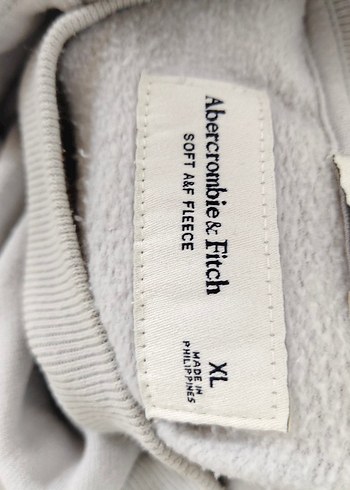 Abercrombie & Fitch
SOFT A&F FLEECE
XL
MADE IN
PHILIPPINES